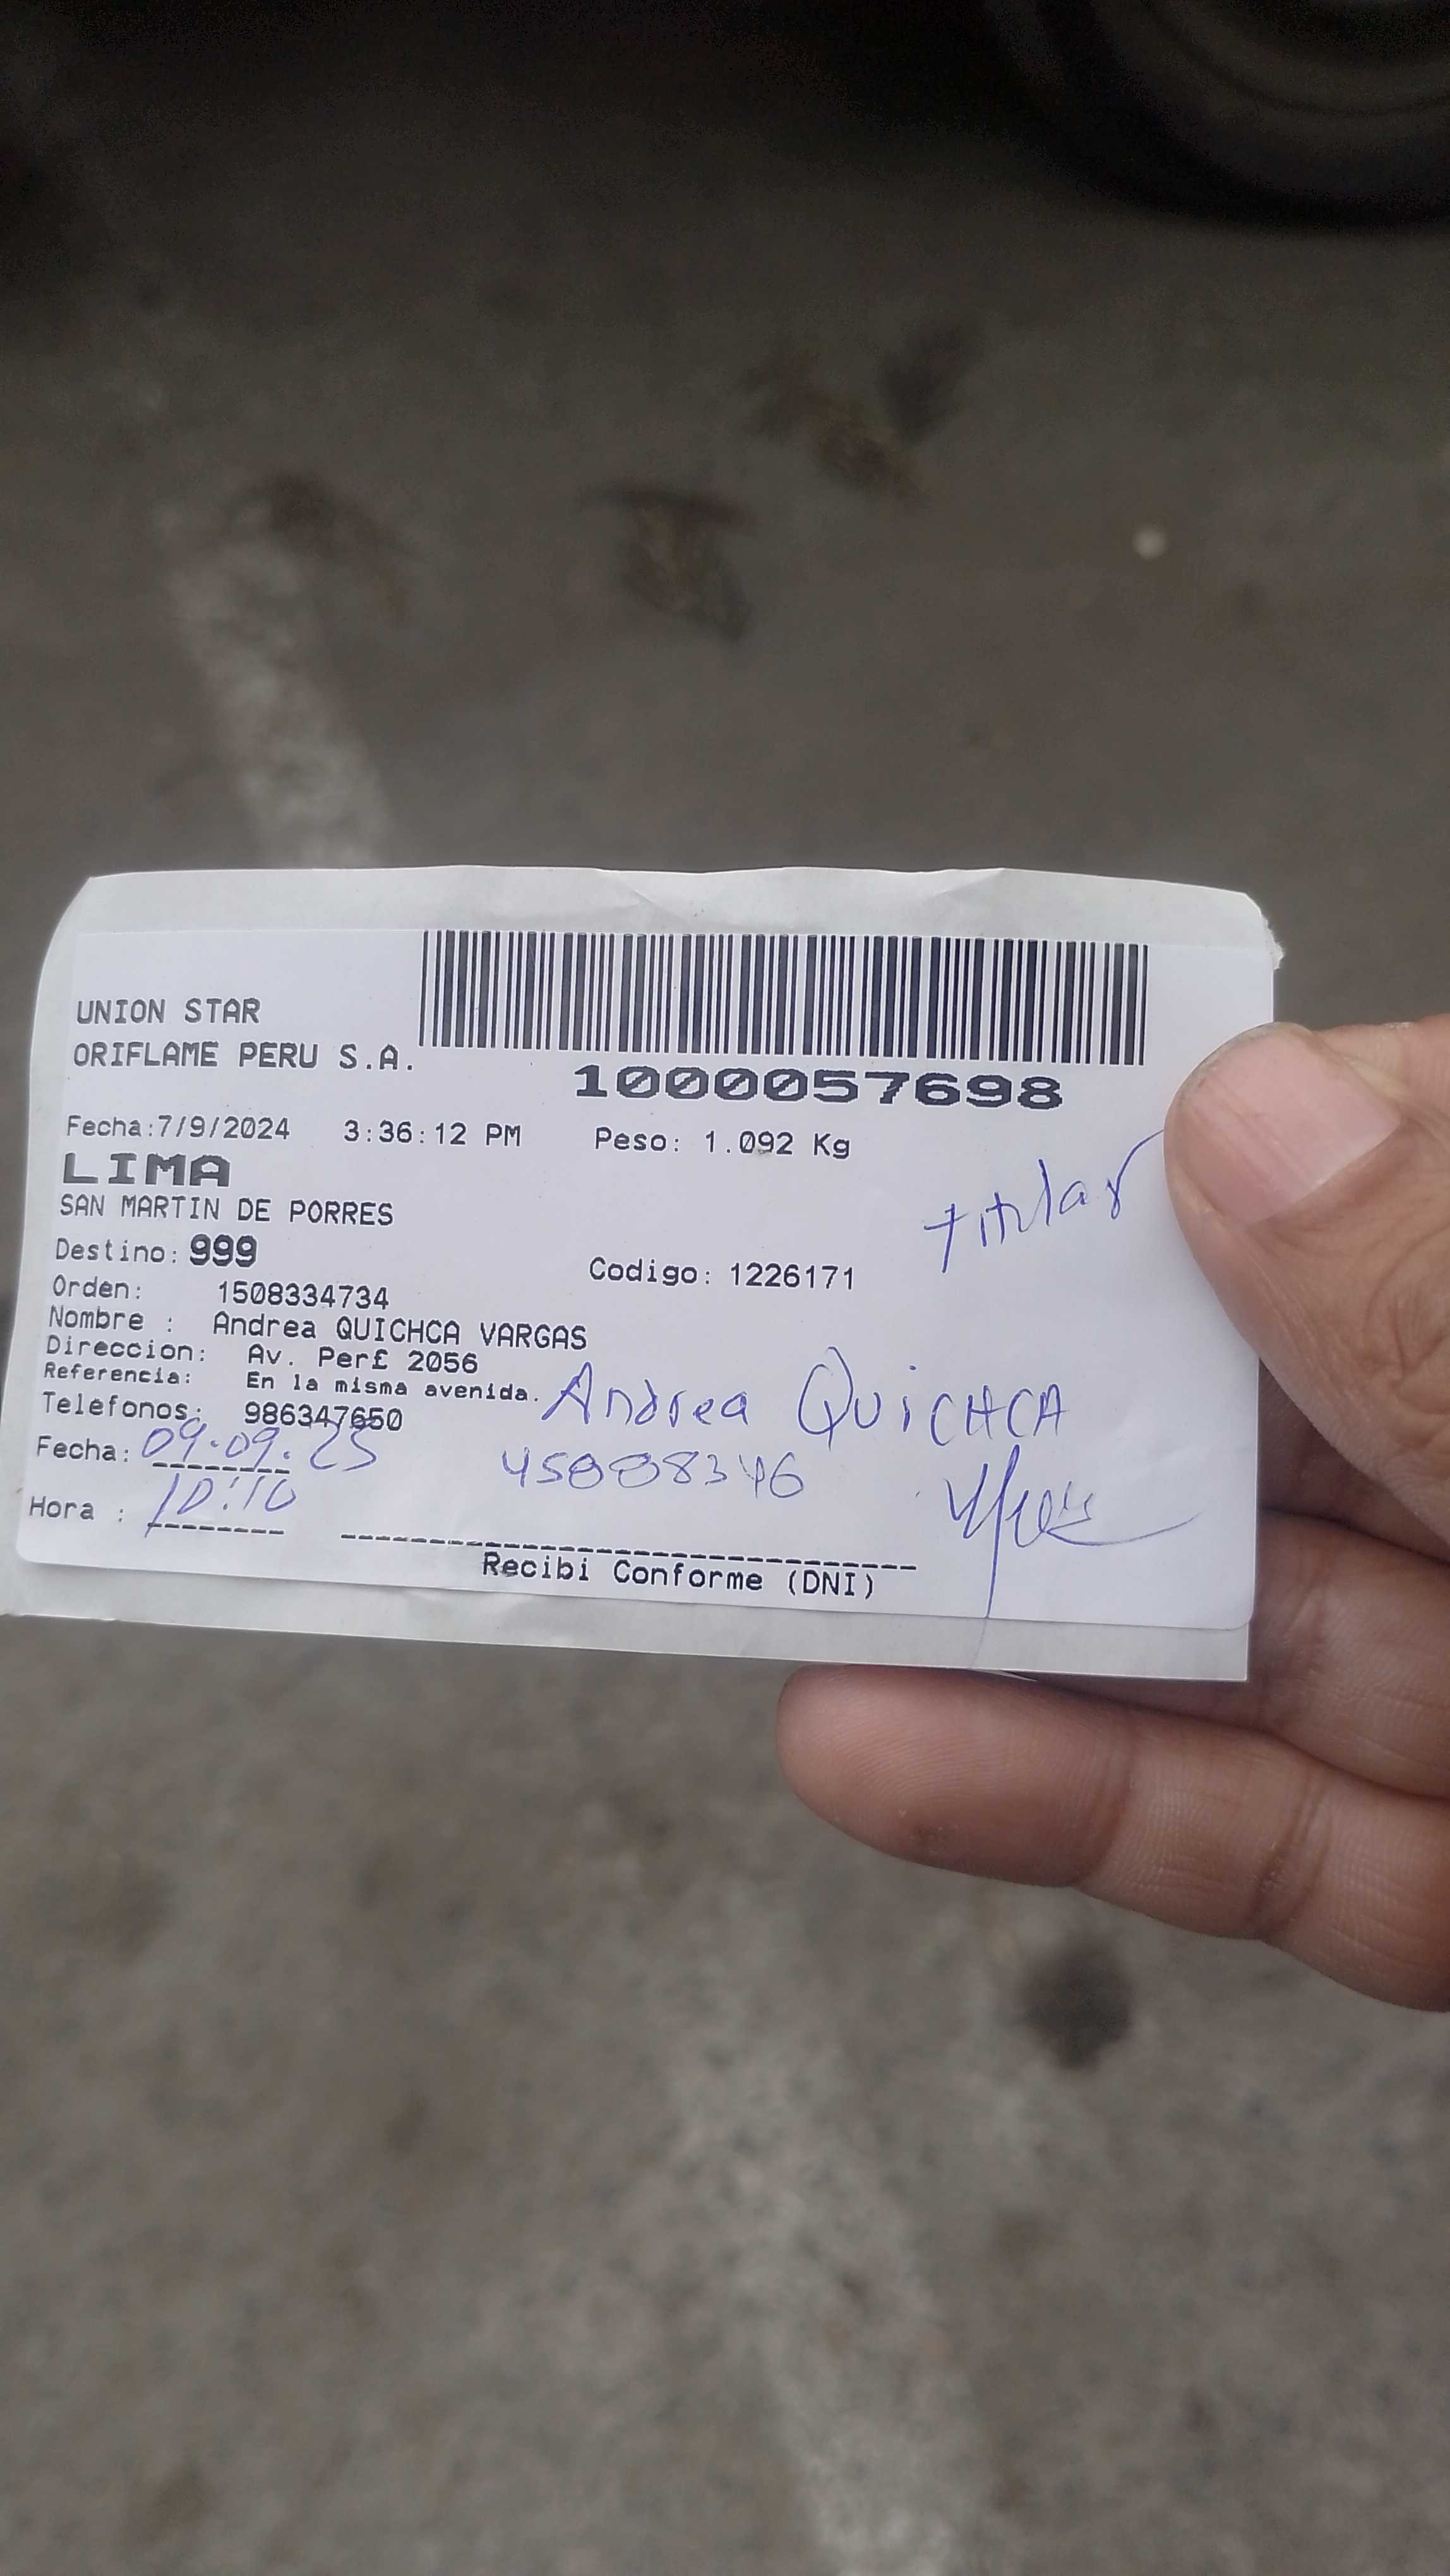 UNION STAR
ORIFLAME PERU S.A.
1000057698
Fecha:7/9/2024 3:36:12 PM Peso: 1.092 Kg
LIMA
titular
SAN MARTIN DE PORRES
Destino: 999 Codigo: 1226171
Orden: 1508334734
Nombre : Andrea QUICHCA VARGAS
Direccion: Av. Per£ 2056
Referencia: En la misma avenida.
Andrea QUICHCA
Telefonos: 986347650
Fecha: 09.09.25
45008346
Hora : 10:10
Recibi Conforme (DNI)